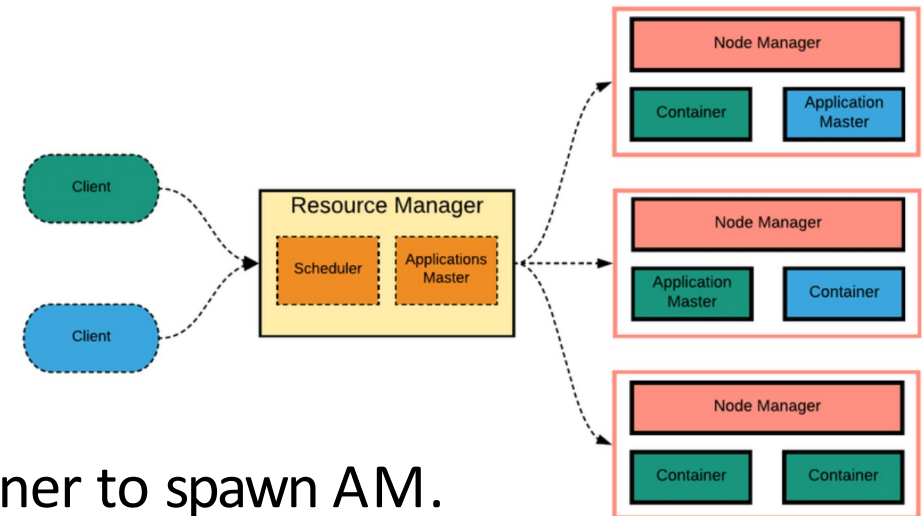 Client
Client
Resource Manager
Scheduler
Applications
Master
Node Manager
Container
Application
Master
Node Manager
Application
Master
Container
Node Manager
Container
Container
to spawn AM.